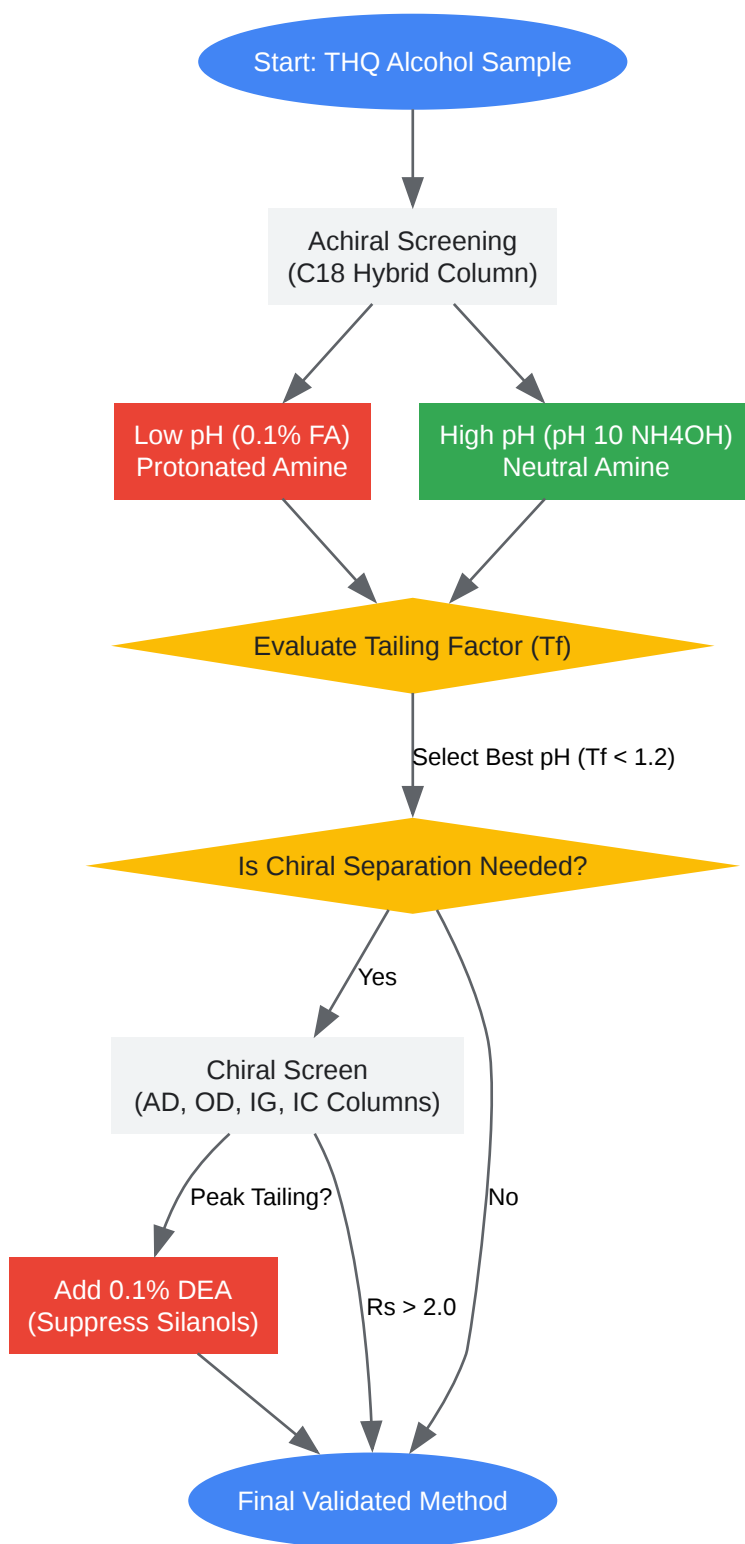 Start: THQ Alcohol Sample
Achiral Screening
(C18 Hybrid Column)
Low pH (0.1% FA)
Protonated Amine
High pH (pH 10 NH4OH)
Neutral Amine
Evaluate Tailing Factor (Tf)
Select Best pH (Tf < 1.2)
Is Chiral Separation Needed?
Yes
Chiral Screen
(AD, OD, IG, IC Columns)
Peak Tailing?
No
Add 0.1% DEA
(Suppress Silanols)
Rs > 2.0
Final Validated Method